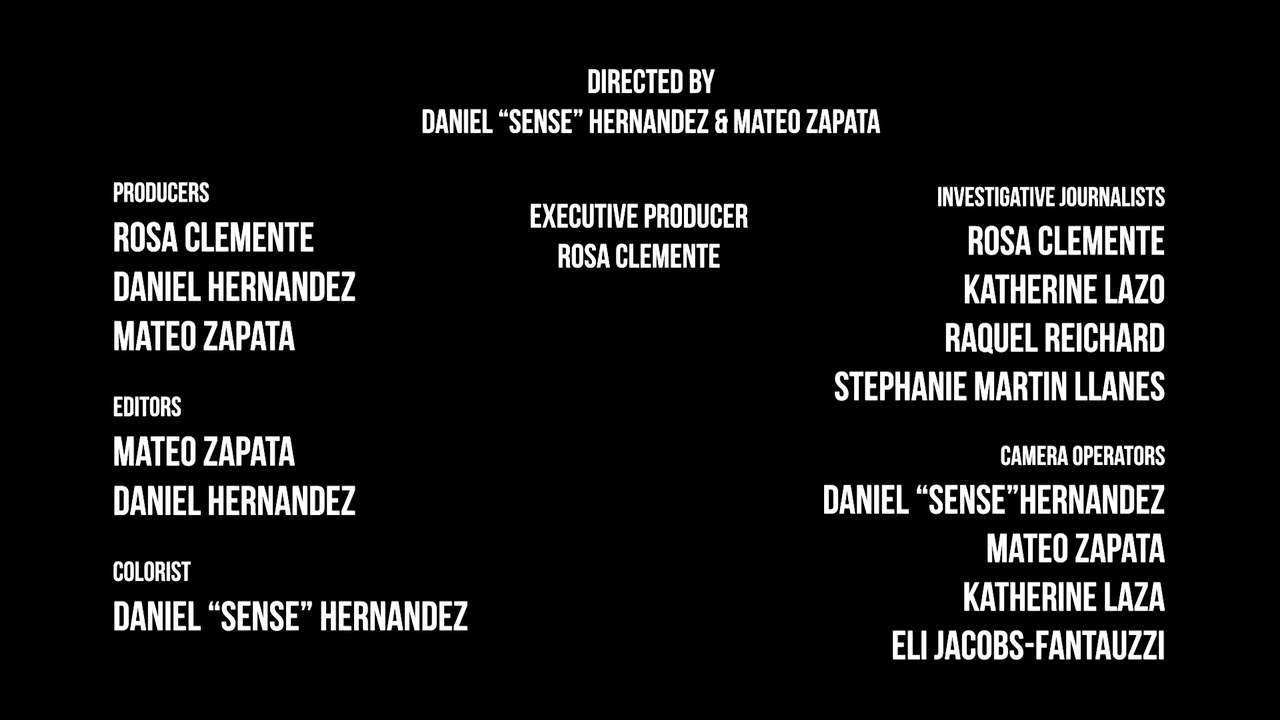 DIRECTED BY
DANIEL “SENSE” HERNANDEZ & MATEO ZAPATA
PRODUCERS
ROSA CLEMENTE
DANIEL HERNANDEZ
MATEO ZAPATA
EDITORS
MATEO ZAPATA
DANIEL HERNANDEZ
COLORIST
DANIEL “SENSE” HERNANDEZ
EXECUTIVE PRODUCER
ROSA CLEMENTE
INVESTIGATIVE JOURNALISTS
ROSA CLEMENTE
KATHERINE LAZO
RAQUEL REICHARD
STEPHANIE MARTIN LLANES
CAMERA OPERATORS
DANIEL “SENSE”HERNANDEZ
MATEO ZAPATA
KATHERINE LAZA
ELI JACOBS-FANTAUZZI